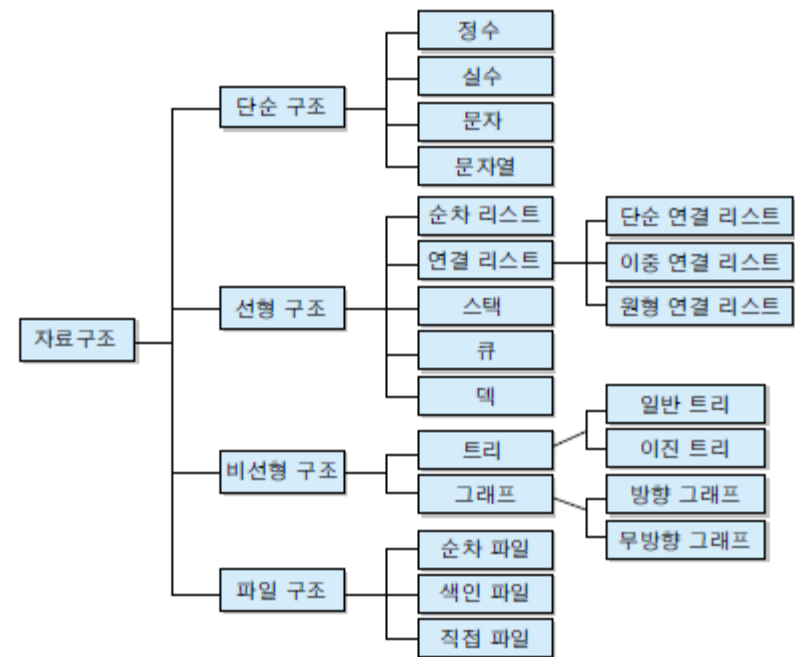 자료구조
단순 구조
정수
실수
문자
문자열
선형 구조
순차 리스트
연결 리스트
단순 연결 리스트
이중 연결 리스트
원형 연결 리스트
스택
큐
덱
비선형 구조
트리
일반 트리
이진 트리
그래프
방향 그래프
무방향 그래프
파일 구조
순차 파일
색인 파일
직접 파일